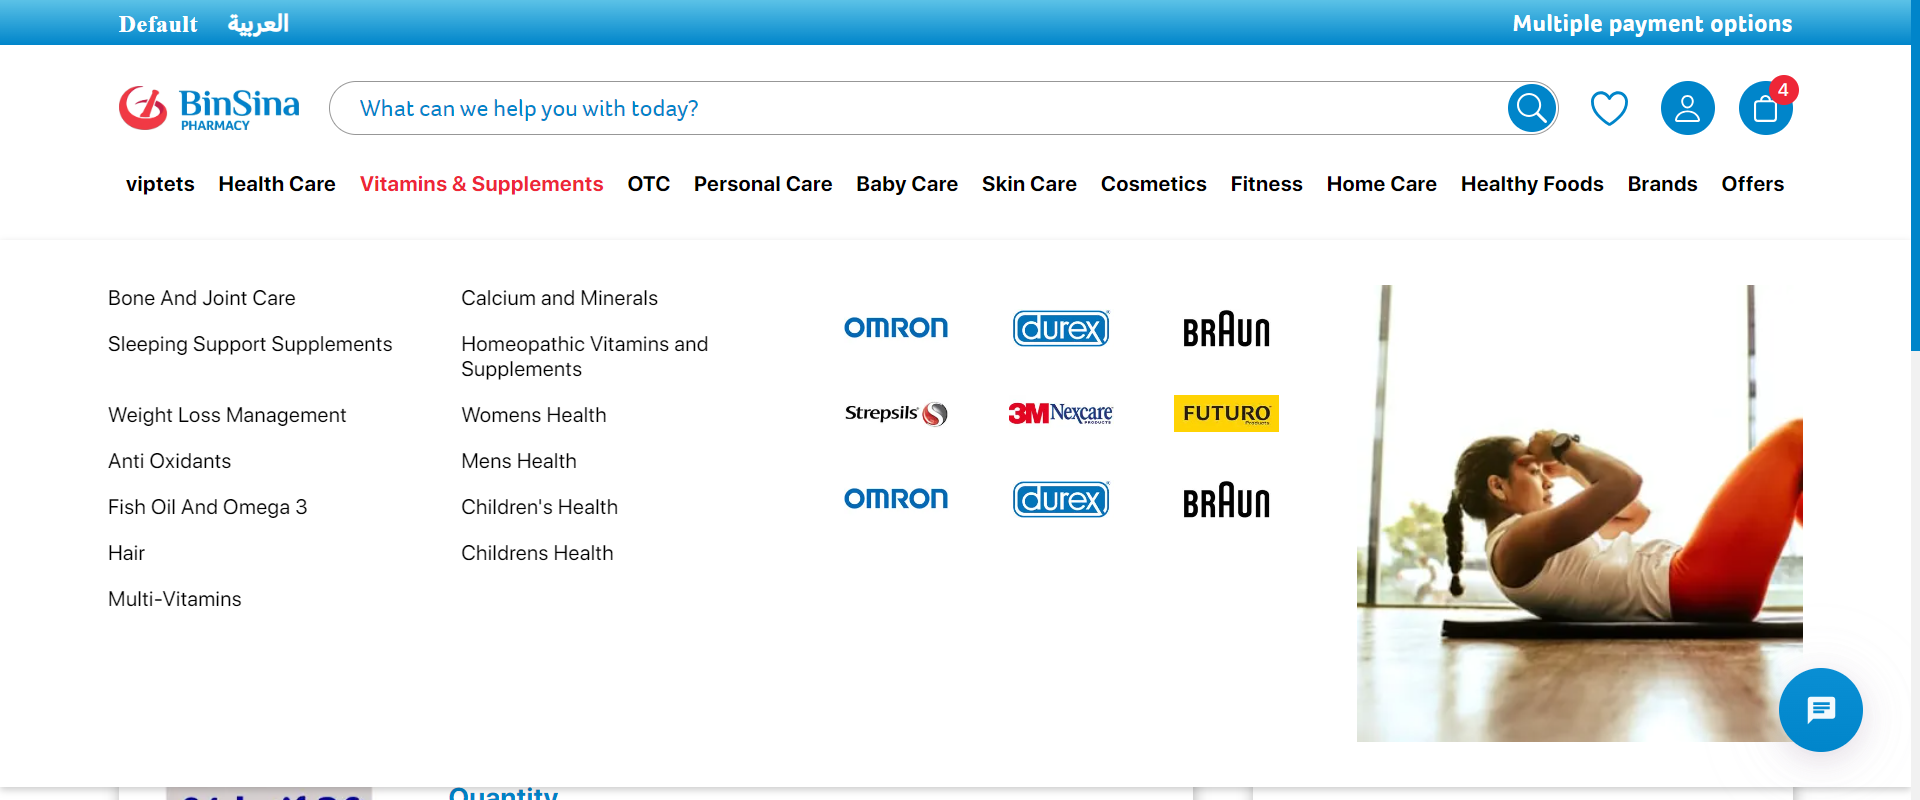 Default العربية
Multiple payment options
BinSina
PHARMACY
What can we help you with today?
4
viptets Health Care Vitamins & Supplements OTC Personal Care Baby Care Skin Care Cosmetics Fitness Home Care Healthy Foods Brands Offers
Bone And Joint Care
Sleeping Support Supplements
Weight Loss Management
Anti Oxidants
Fish Oil And Omega 3
Hair
Multi-Vitamins
Calcium and Minerals
Homeopathic Vitamins and
Supplements
Womens Health
Mens Health
Children's Health
Childrens Health
OMRON durex BRAUN
Strepsils 3M Nexcare PRODUCTS FUTURO Products
OMRON durex BRAUN
Quantity